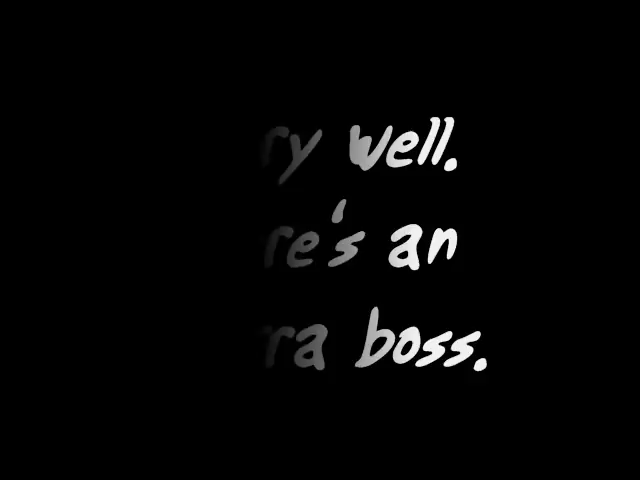 ry well.
re's an
ra boss.